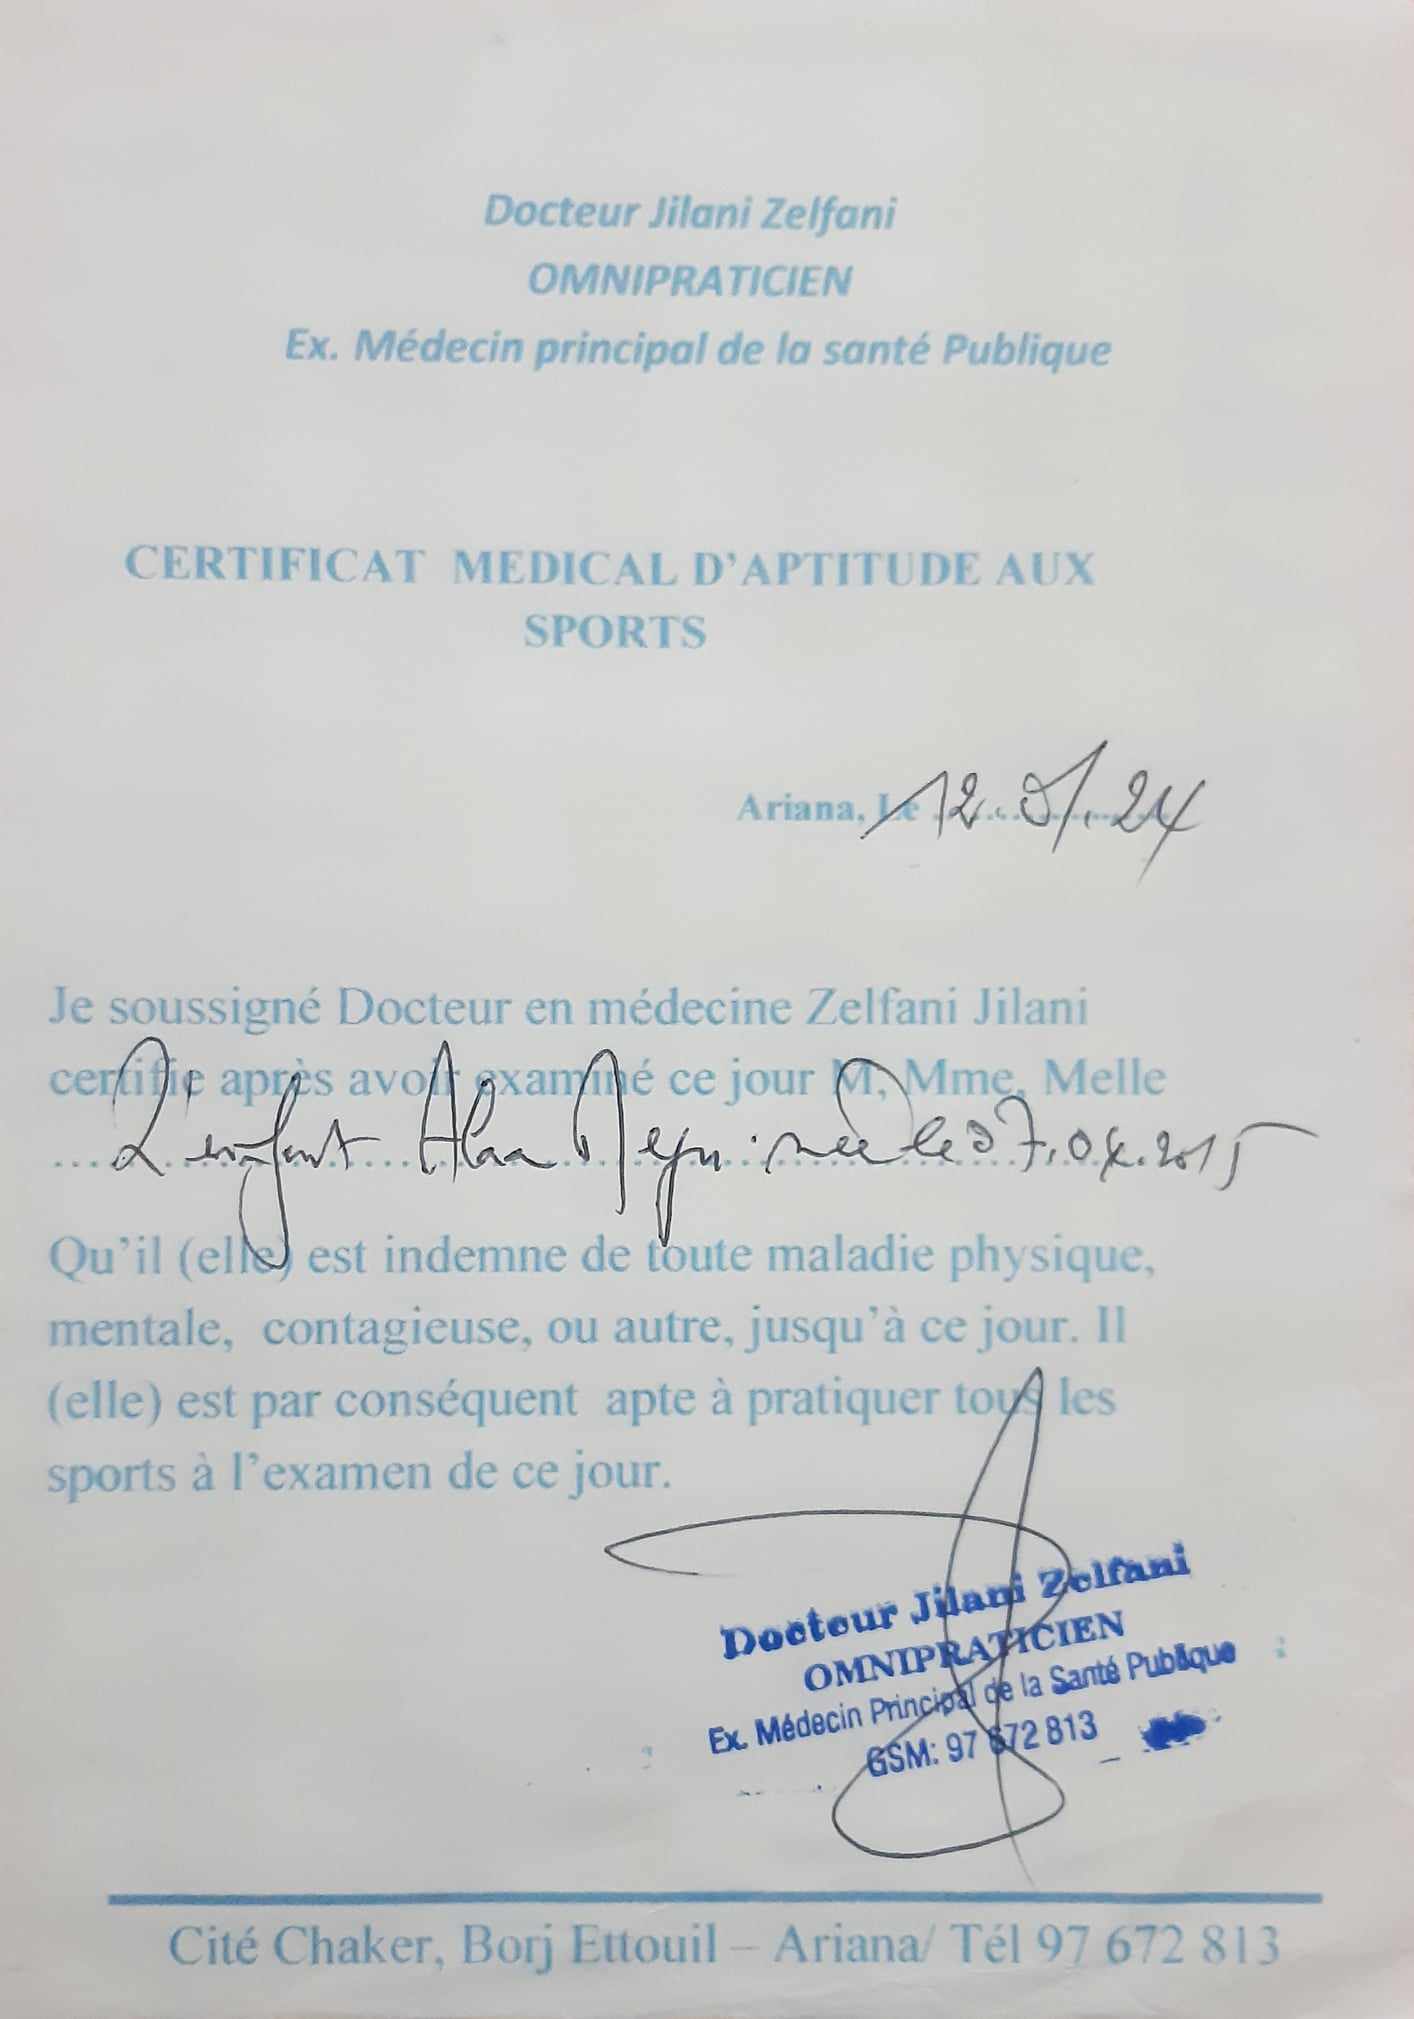 Docteur Jilani Zelfani
OMNIPRATICIEN
Ex. Médecin principal de la santé Publique
CERTIFICAT MEDICAL D'APTITUDE AUX
SPORTS
Ariana, Le 12.01.24
Je soussigné Docteur en médecine Zelfani Jilani
certifie après avoir examiné ce jour M, Mme, Melle
L'enfant Alaa née le 07.04.2015
Qu'il (elle) est indemne de toute maladie physique,
mentale, contagieuse, ou autre, jusqu'à ce jour. Il
(elle) est par conséquent apte à pratiquer tous les
sports à l'examen de ce jour.
Docteur Jilani Zelfani
OMNIPRATICIEN
Ex. Médecin Principal de la Santé Publique
GSM: 97 672 813
Cité Chaker, Borj Ettouil – Ariana/ Tél 97 672 813